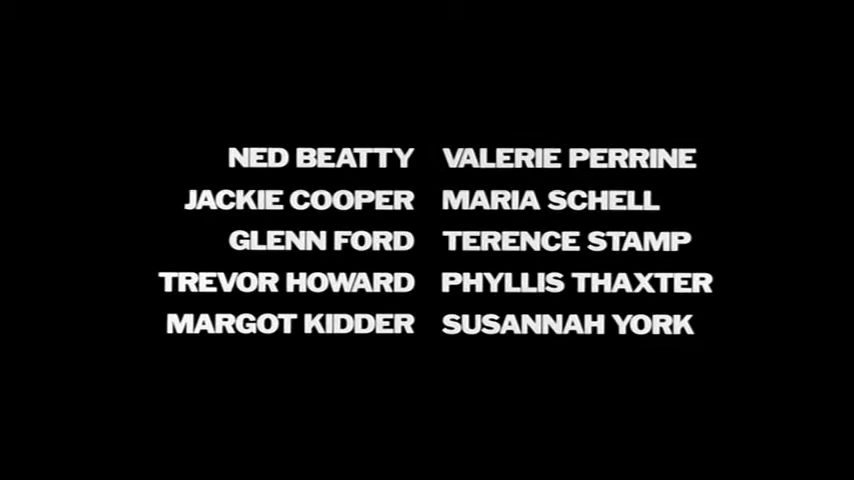 NED BEATTY VALERIE PERRINE
JACKIE COOPER MARIA SCHELL
GLENN FORD TERENCE STAMP
TREVOR HOWARD PHYLLIS THAXTER
MARGOT KIDDER SUSANNAH YORK